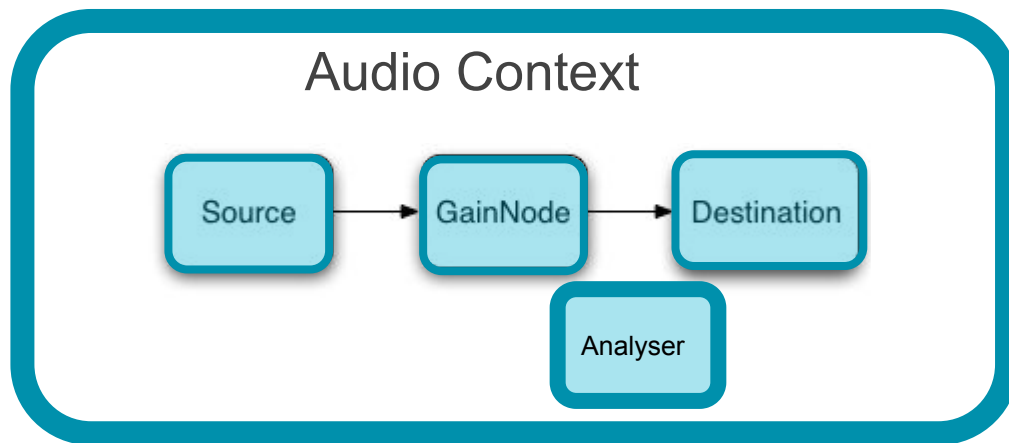 Audio Context
Source
GainNode
Destination
Analyser